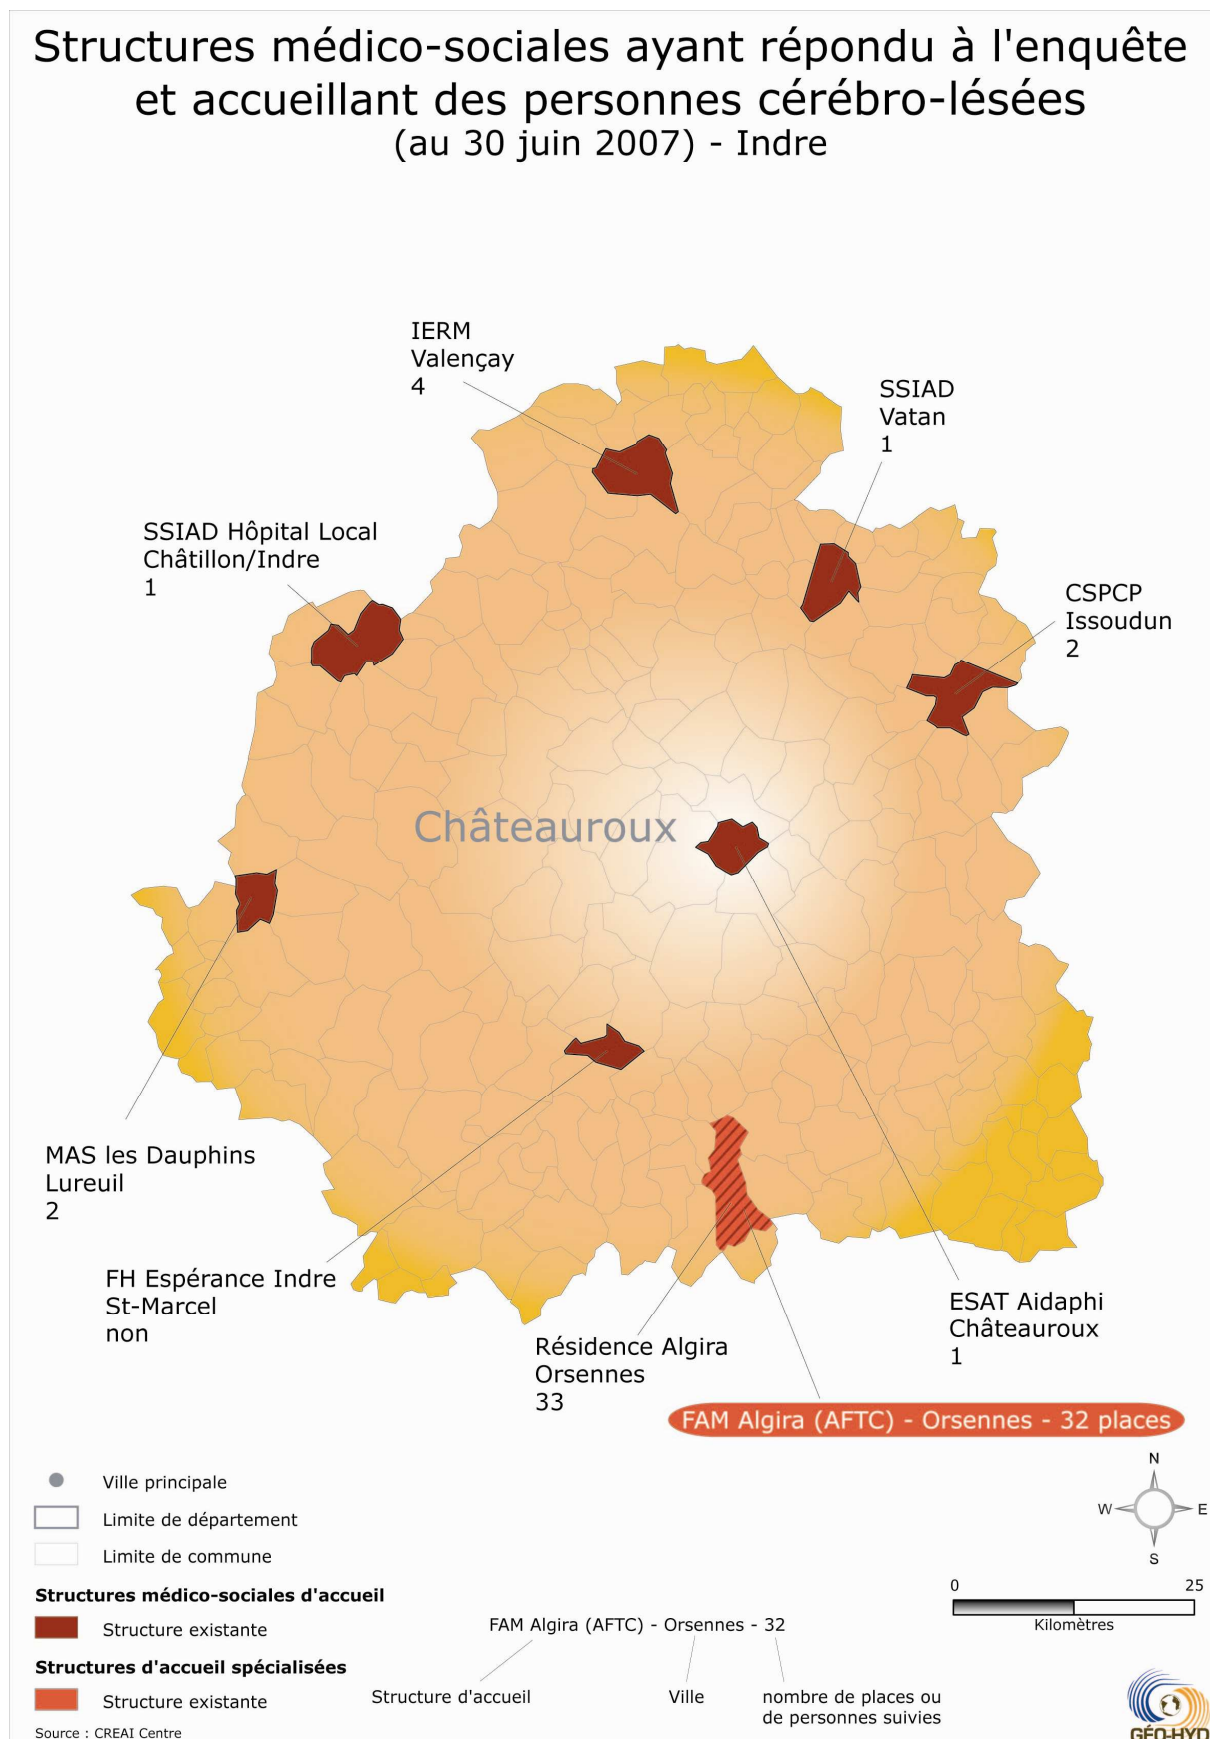 Structures médico-sociales ayant répondu à l'enquête
et accueillant des personnes cérébro-lésées
(au 30 juin 2007) - Indre
IERM
Valençay
4
SSIAD
Vatan
1
SSIAD Hôpital Local
Châtillon/Indre
1
CSPCP
Issoudun
2
Châteauroux
MAS les Dauphins
Lureuil
2
FH Espérance Indre
St-Marcel
non
Résidence Algira
Orsennes
33
ESAT Aidaphi
Châteauroux
1
FAM Algira (AFTC) - Orsennes - 32 places
Ville principale
Limite de département
Limite de commune
Structures médico-sociales d'accueil
Structure existante
Structures d'accueil spécialisées
Structure existante
Source : CREAI Centre
FAM Algira (AFTC) - Orsennes - 32
Structure d'accueil
Ville
nombre de places ou
de personnes suivies
N
W
E
S
0
25
Kilomètres
GÉO-HYD